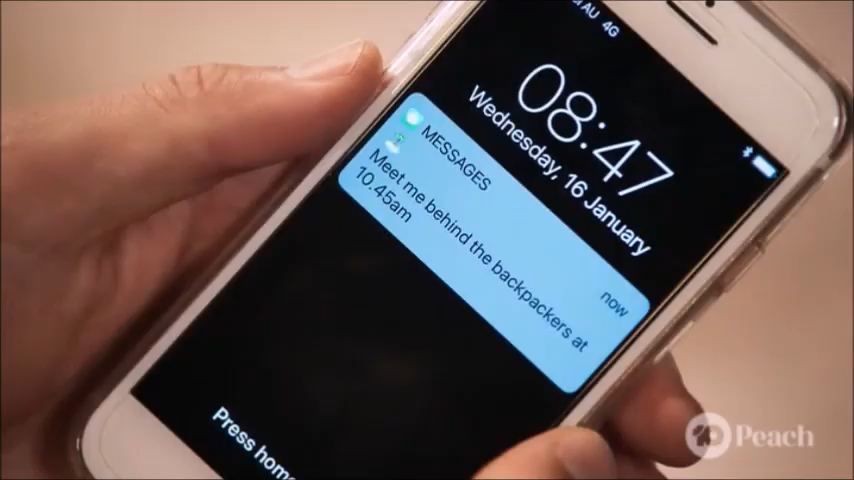 AU 4G
08:47
Wednesday, 16 January
MESSAGES
now
Meet me behind the backpackers at
10.45am
Press home
Peach